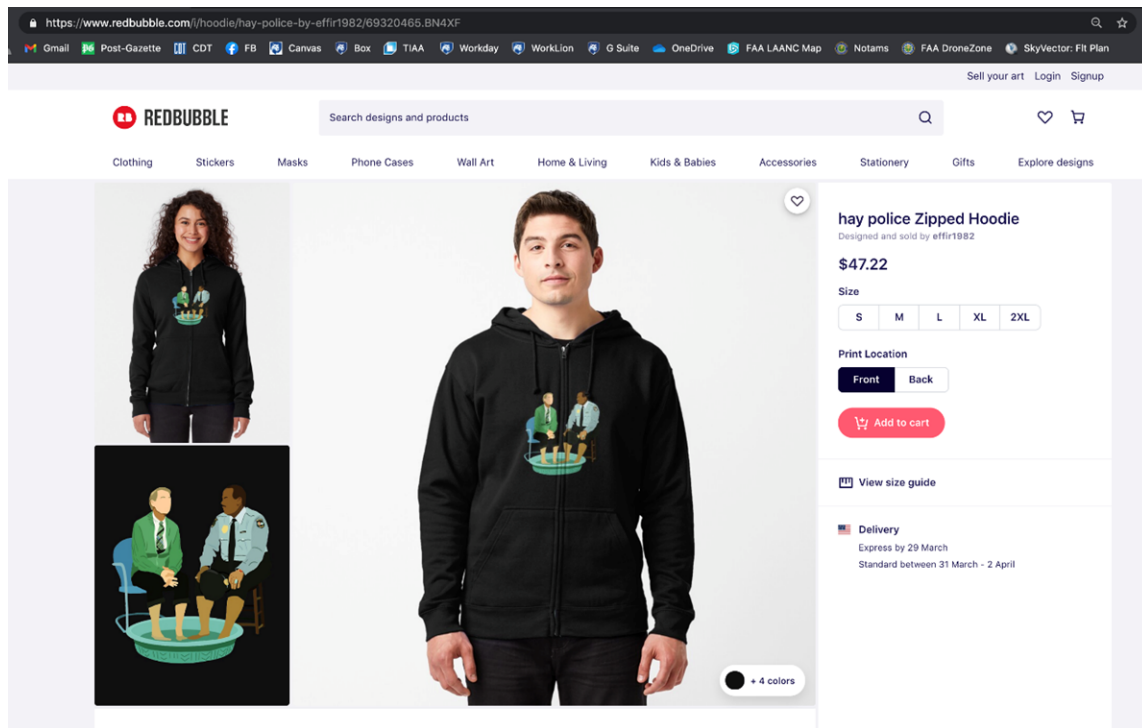 https://www.redbubble.com/i/hoodie/hay-police-by-effir1982/69320465.BN4XF
Gmail Post-Gazette CDT FB Canvas Box TIAA Workday WorkLion G Suite OneDrive FAA LAANC Map Notams FAA DroneZone SkyVector: Flt Plan
Sell your art Login Signup
RB REDBUBBLE Search designs and products
Clothing Stickers Masks Phone Cases Wall Art Home & Living Kids & Babies Accessories Stationery Gifts Explore designs
hay police Zipped Hoodie
Designed and sold by effir1982
$47.22
Size
S M L XL 2XL
Print Location
Front Back
Add to cart
View size guide
Delivery
Express by 29 March
Standard between 31 March - 2 April
+ 4 colors